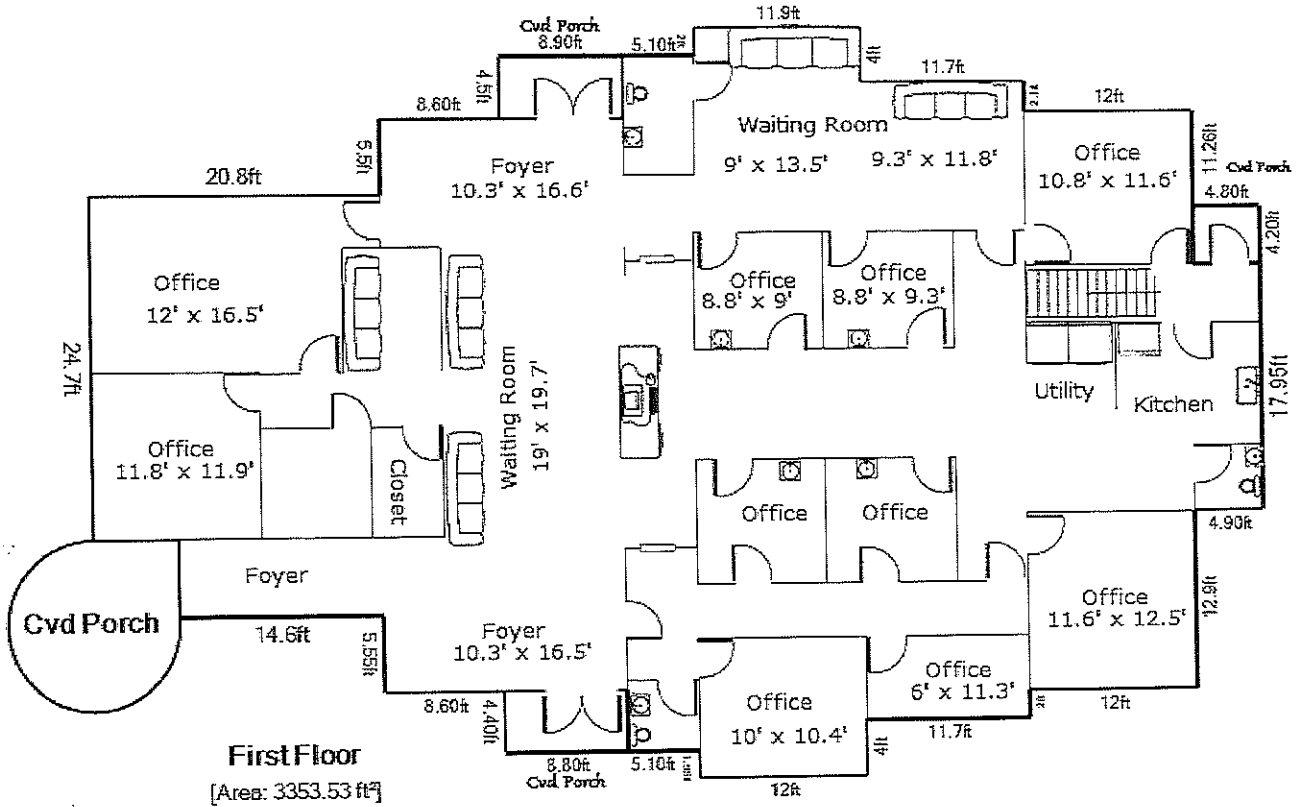 11.9ft
Cvd Porch
8.90ft
5.10ft
2ft
4ft
11.7ft
4.5ft
8.60ft
12ft
5.5ft
Waiting Room
9' x 13.5'
9.3' x 11.8'
Office
10.8' x 11.6'
11.26ft
Cvd Porch
4.80ft
4.20ft
Foyer
10.3' x 16.6'
20.8ft
Office
12' x 16.5'
Office
8.8' x 9'
Office
8.8' x 9.3'
24.7ft
Waiting Room
19' x 19.7'
Utility
Kitchen
17.95ft
Office
11.8' x 11.9'
Closet
Office
Office
4.90ft
Foyer
Cvd Porch
14.6ft
5.55ft
Foyer
10.3' x 16.5'
Office
11.6' x 12.5'
12.9ft
8.60ft
4.40ft
Office
10' x 10.4'
Office
6' x 11.3'
12ft
11.7ft
4ft
8.80ft
Cvd Porch
5.10ft
12ft
First Floor
[Area: 3353.53 ft²]